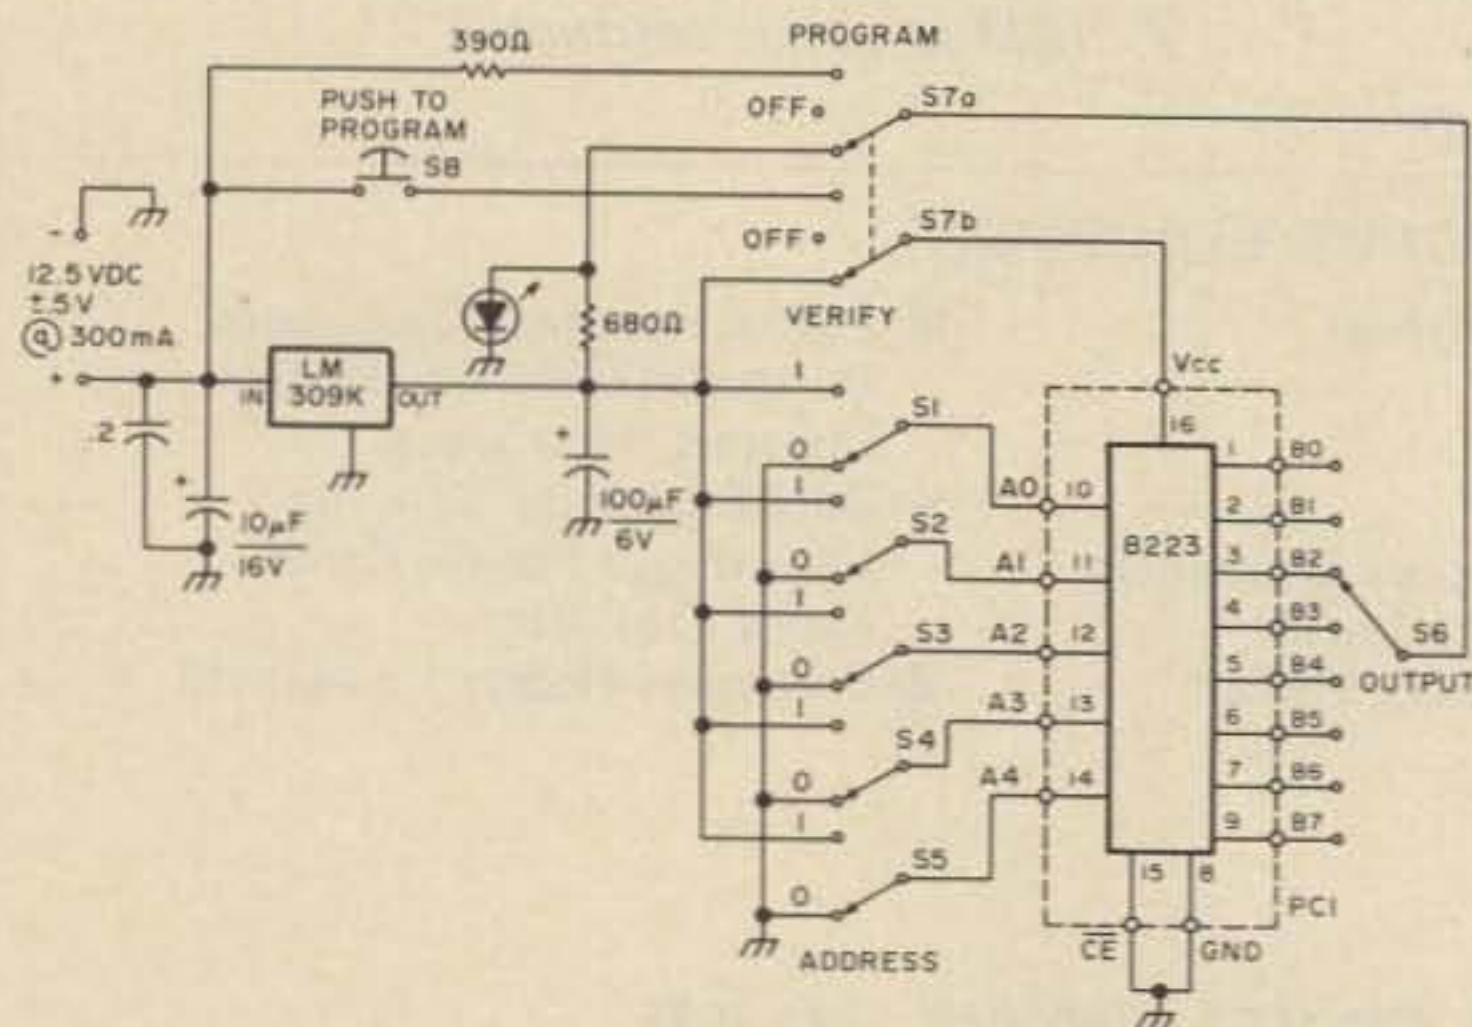 390Ω
PROGRAM
PUSH TO
PROGRAM
S8
OFF
S7a
-
12.5 VDC
±.5V
@ 300mA
+
OFF
S7b
VERIFY
680Ω
LM
309K
IN
OUT
.2
+
10µF
16V
+
100µF
6V
1
0
S1
1
0
S2
1
0
S3
1
0
S4
1
0
S5
ADDRESS
A0
A1
A2
A3
A4
10
11
12
13
14
Vcc
16
8223
1
2
3
4
5
6
7
9
B0
B1
B2
B3
B4
B5
B6
B7
S6
OUTPUT
15
8
PC1
CE
GND